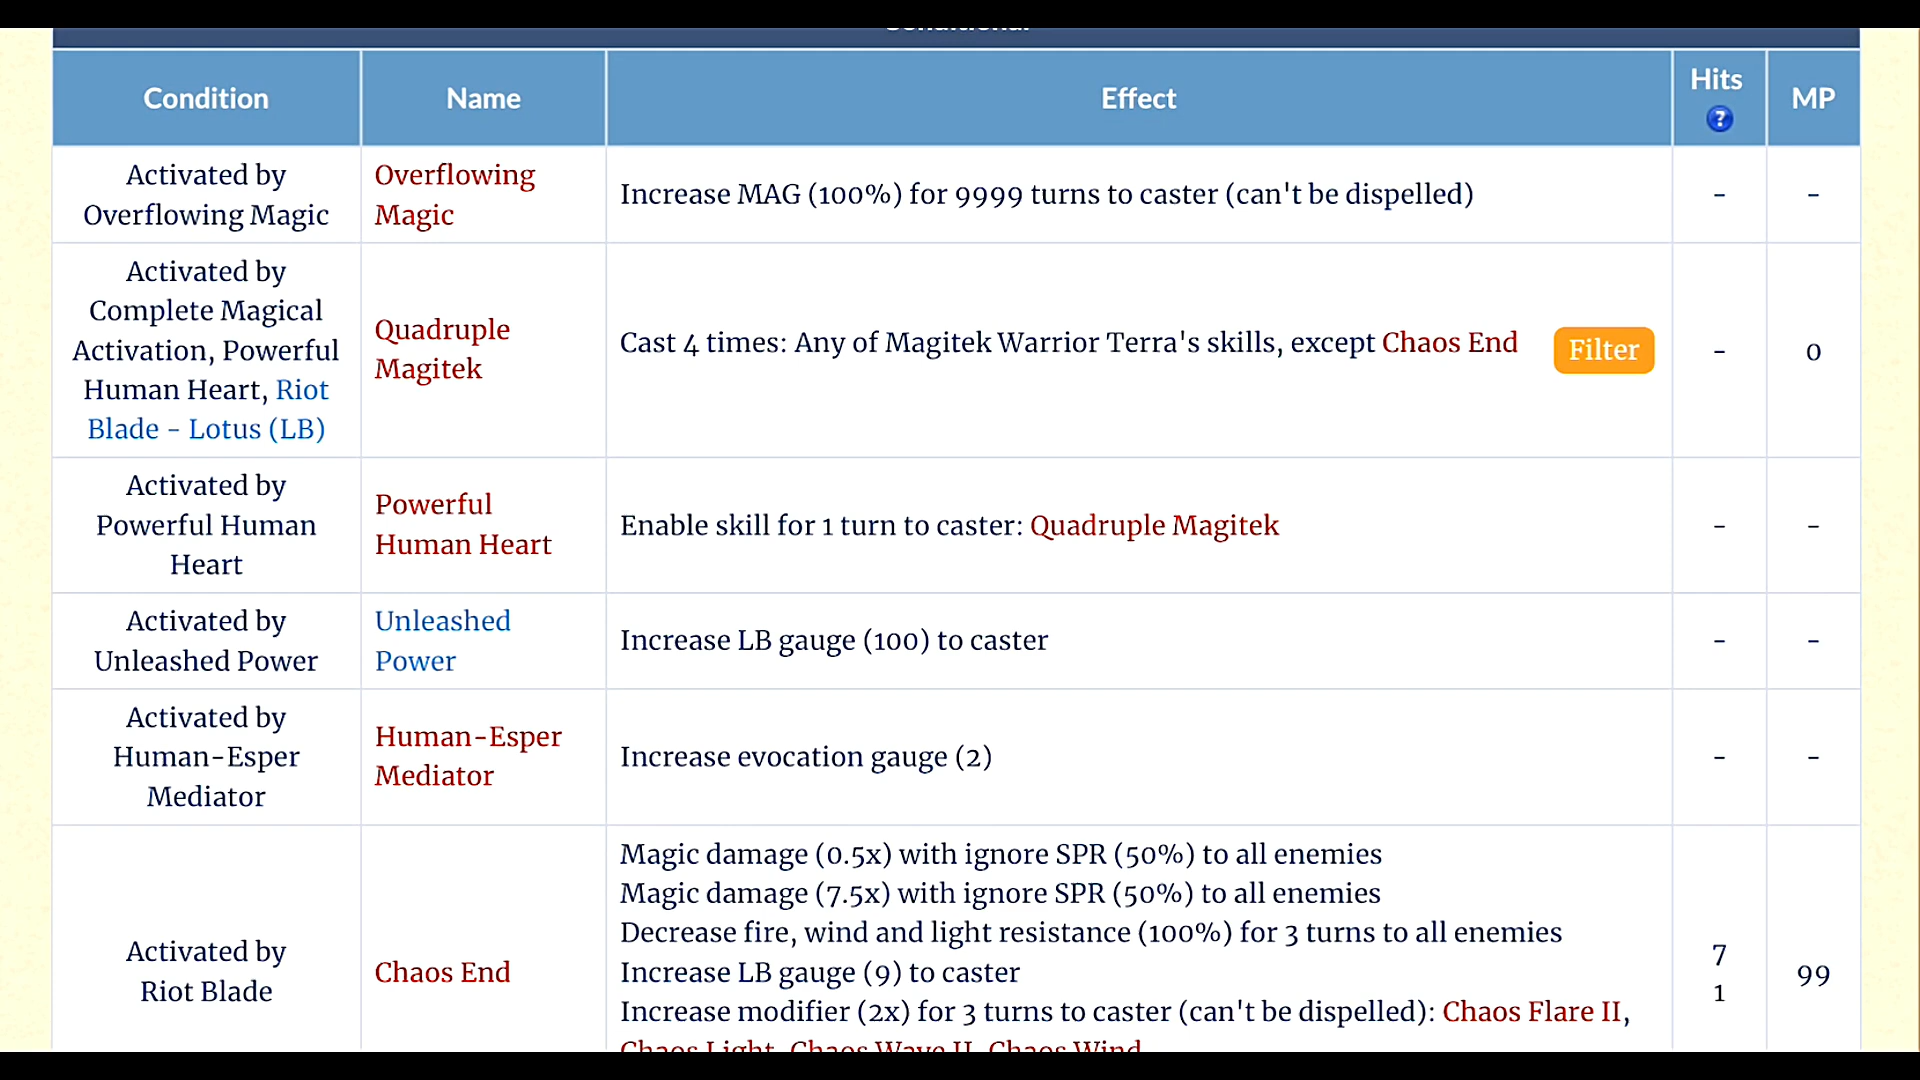 Conditional
Condition
Name
Effect
Hits
?
MP
Activated by
Overflowing Magic
Overflowing
Magic
Increase MAG (100%) for 9999 turns to caster (can't be dispelled)
-
-
Activated by
Complete Magical
Activation, Powerful
Human Heart, Riot
Blade - Lotus (LB)
Quadruple
Magitek
Cast 4 times: Any of Magitek Warrior Terra's skills, except Chaos End
Filter
-
0
Activated by
Powerful Human
Heart
Powerful
Human Heart
Enable skill for 1 turn to caster: Quadruple Magitek
-
-
Activated by
Unleashed Power
Unleashed
Power
Increase LB gauge (100) to caster
-
-
Activated by
Human-Esper
Mediator
Human-Esper
Mediator
Increase evocation gauge (2)
-
-
Activated by
Riot Blade
Chaos End
Magic damage (0.5x) with ignore SPR (50%) to all enemies
Magic damage (7.5x) with ignore SPR (50%) to all enemies
Decrease fire, wind and light resistance (100%) for 3 turns to all enemies
Increase LB gauge (9) to caster
Increase modifier (2x) for 3 turns to caster (can't be dispelled): Chaos Flare II,
Chaos Light, Chaos Wave II, Chaos Wind
7
1
99